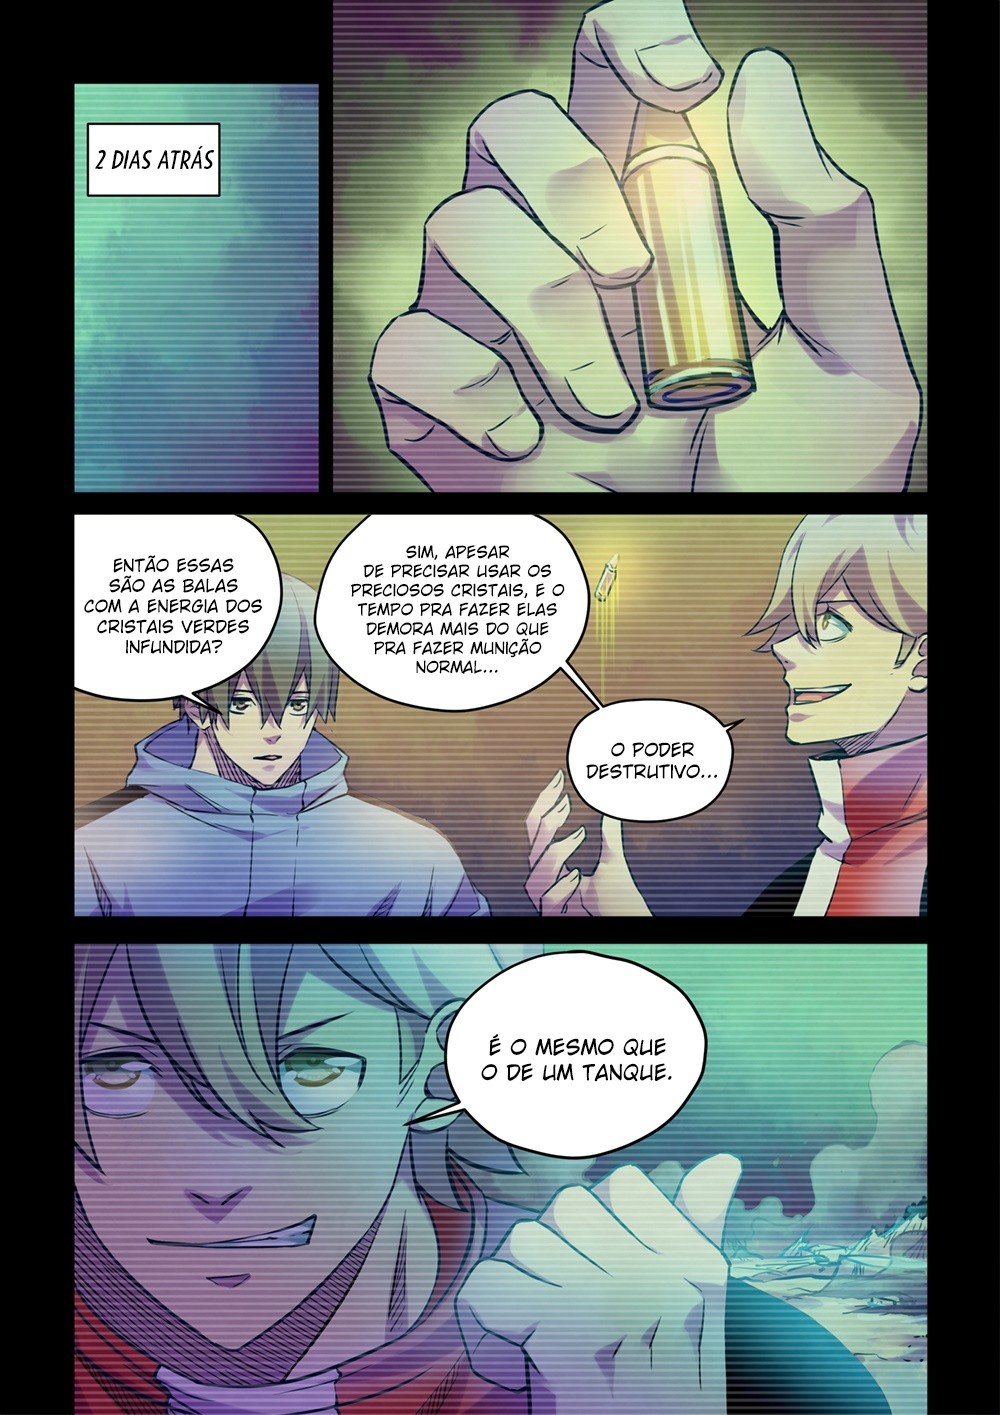 2 DIAS ATRÁS
ENTÃO ESSAS
SÃO AS BALAS
COM A ENERGIA DOS
CRISTAIS VERDES
INFUNDIDA?
SIM, APESAR
DE PRECISAR USAR OS
PRECIOSOS CRISTAIS, E O
TEMPO PRA FAZER ELAS
DEMORA MAIS DO QUE
PRA FAZER MUNIÇÃO
NORMAL...
O PODER
DESTRUTIVO...
É O MESMO QUE
O DE UM TANQUE.